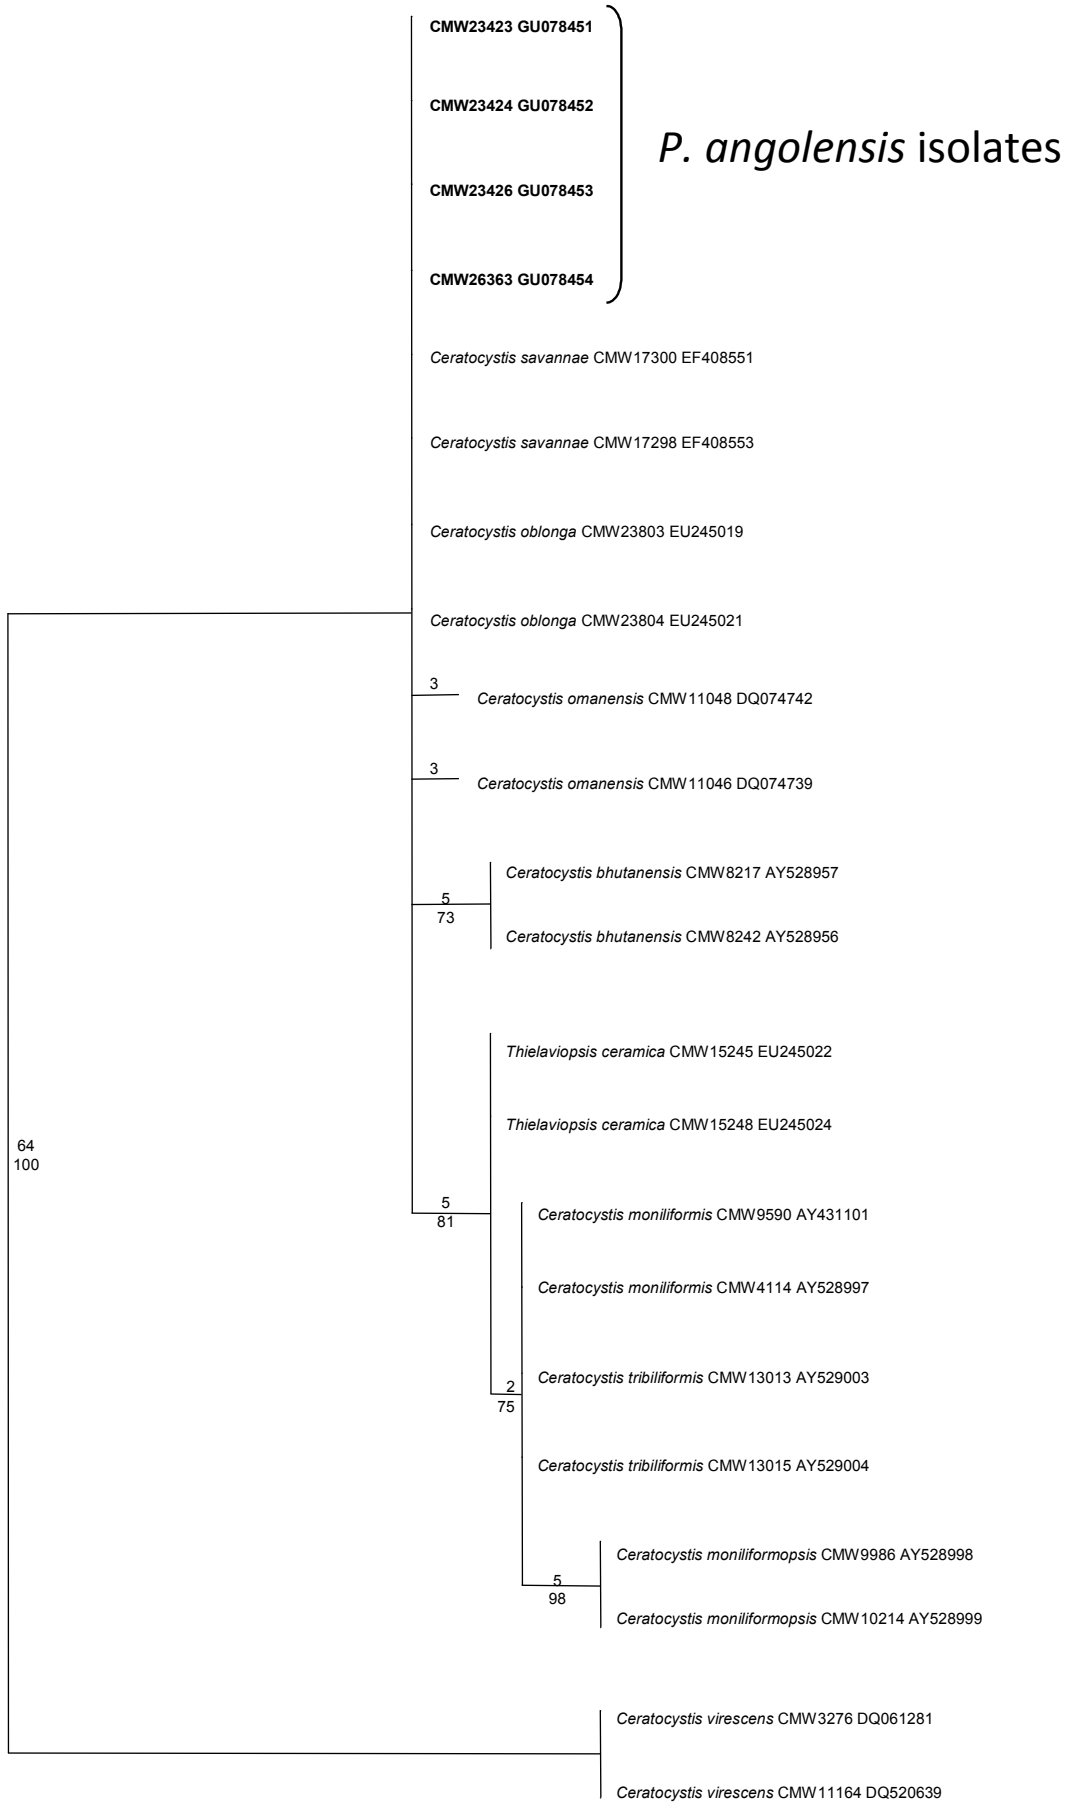 CMW23423 GU078451
CMW23424 GU078452
P. angolensis isolates
CMW23426 GU078453
CMW26363 GU078454
Ceratocystis savannae CMW17300 EF408551
Ceratocystis savannae CMW17298 EF408553
Ceratocystis oblonga CMW23803 EU245019
Ceratocystis oblonga CMW23804 EU245021
3
Ceratocystis omanensis CMW11048 DQ074742
3
Ceratocystis omanensis CMW11046 DQ074739
Ceratocystis bhutanensis CMW8217 AY528957
5
73
Ceratocystis bhutanensis CMW8242 AY528956
Thielaviopsis ceramica CMW15245 EU245022
Thielaviopsis ceramica CMW15248 EU245024
64
100
5
81
Ceratocystis moniliformis CMW9590 AY431101
Ceratocystis moniliformis CMW4114 AY528997
Ceratocystis tribiliformis CMW13013 AY529003
2
75
Ceratocystis tribiliformis CMW13015 AY529004
Ceratocystis moniliformopsis CMW9986 AY528998
5
98
Ceratocystis moniliformopsis CMW10214 AY528999
Ceratocystis virescens CMW3276 DQ061281
Ceratocystis virescens CMW11164 DQ520639